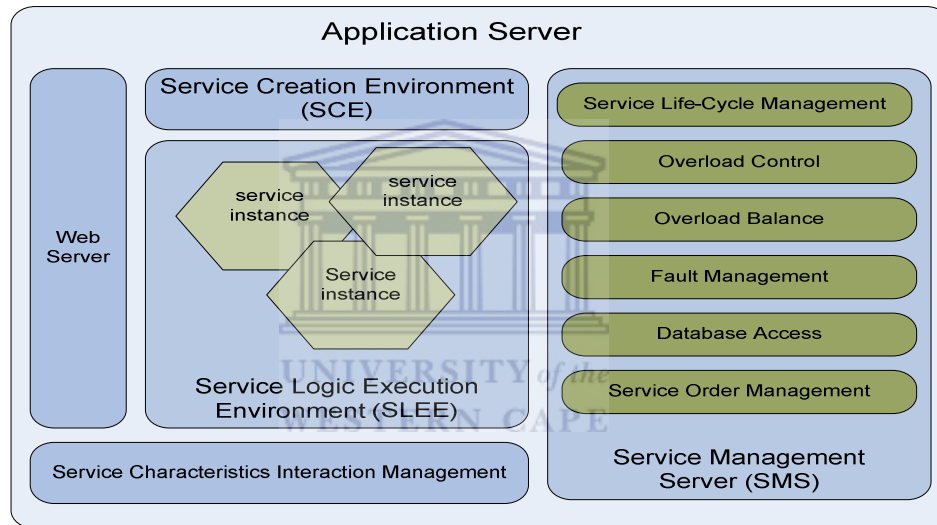 Application Server
Service Creation Environment
(SCE)
Web
Server
service
instance
service
instance
Service
instance
UNIVERSITY of the
WESTERN CAPE
Service Logic Execution
Environment (SLEE)
Service Characteristics Interaction Management
Service Life-Cycle Management
Overload Control
Overload Balance
Fault Management
Database Access
Service Order Management
Service Management
Server (SMS)